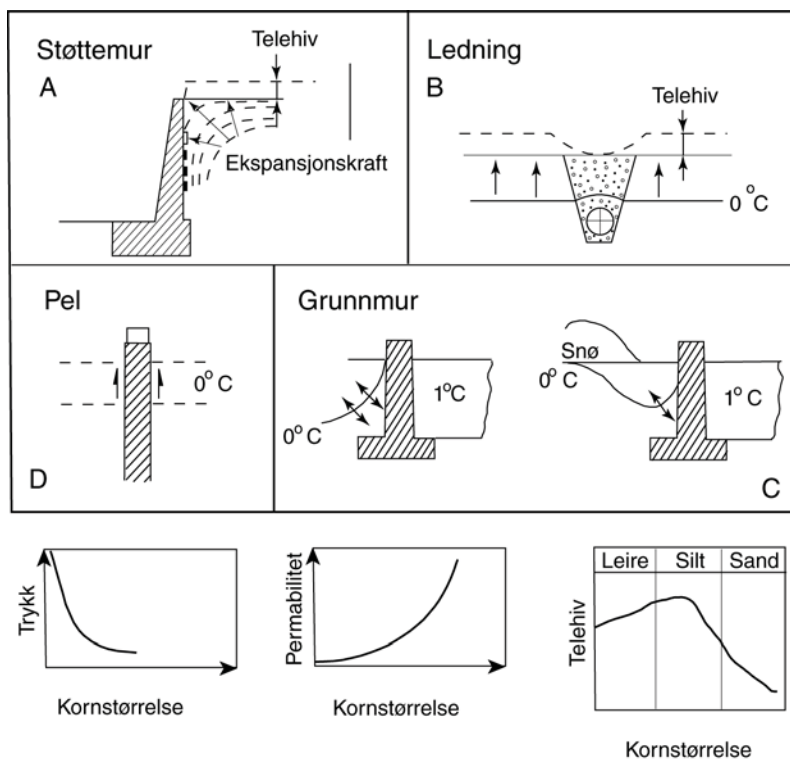 Støttemur
A
Telehiv
Ekspansjonskraft
Ledning
B
Telehiv
0° C
Pel
0° C
D
Grunnmur
1°C
0° C
Snø
0° C
1° C
C
Trykk
Kornstørrelse
Permabilitet
Kornstørrelse
Leire Silt Sand
Telehiv
Kornstørrelse